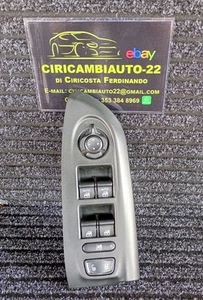 ebay
CIRICAMBIAUTO-22
DI CIRICOSTA FERDINANDO
E-MAIL: CIRICAMBIAUTO22@GMAIL.COM
353 384 8969